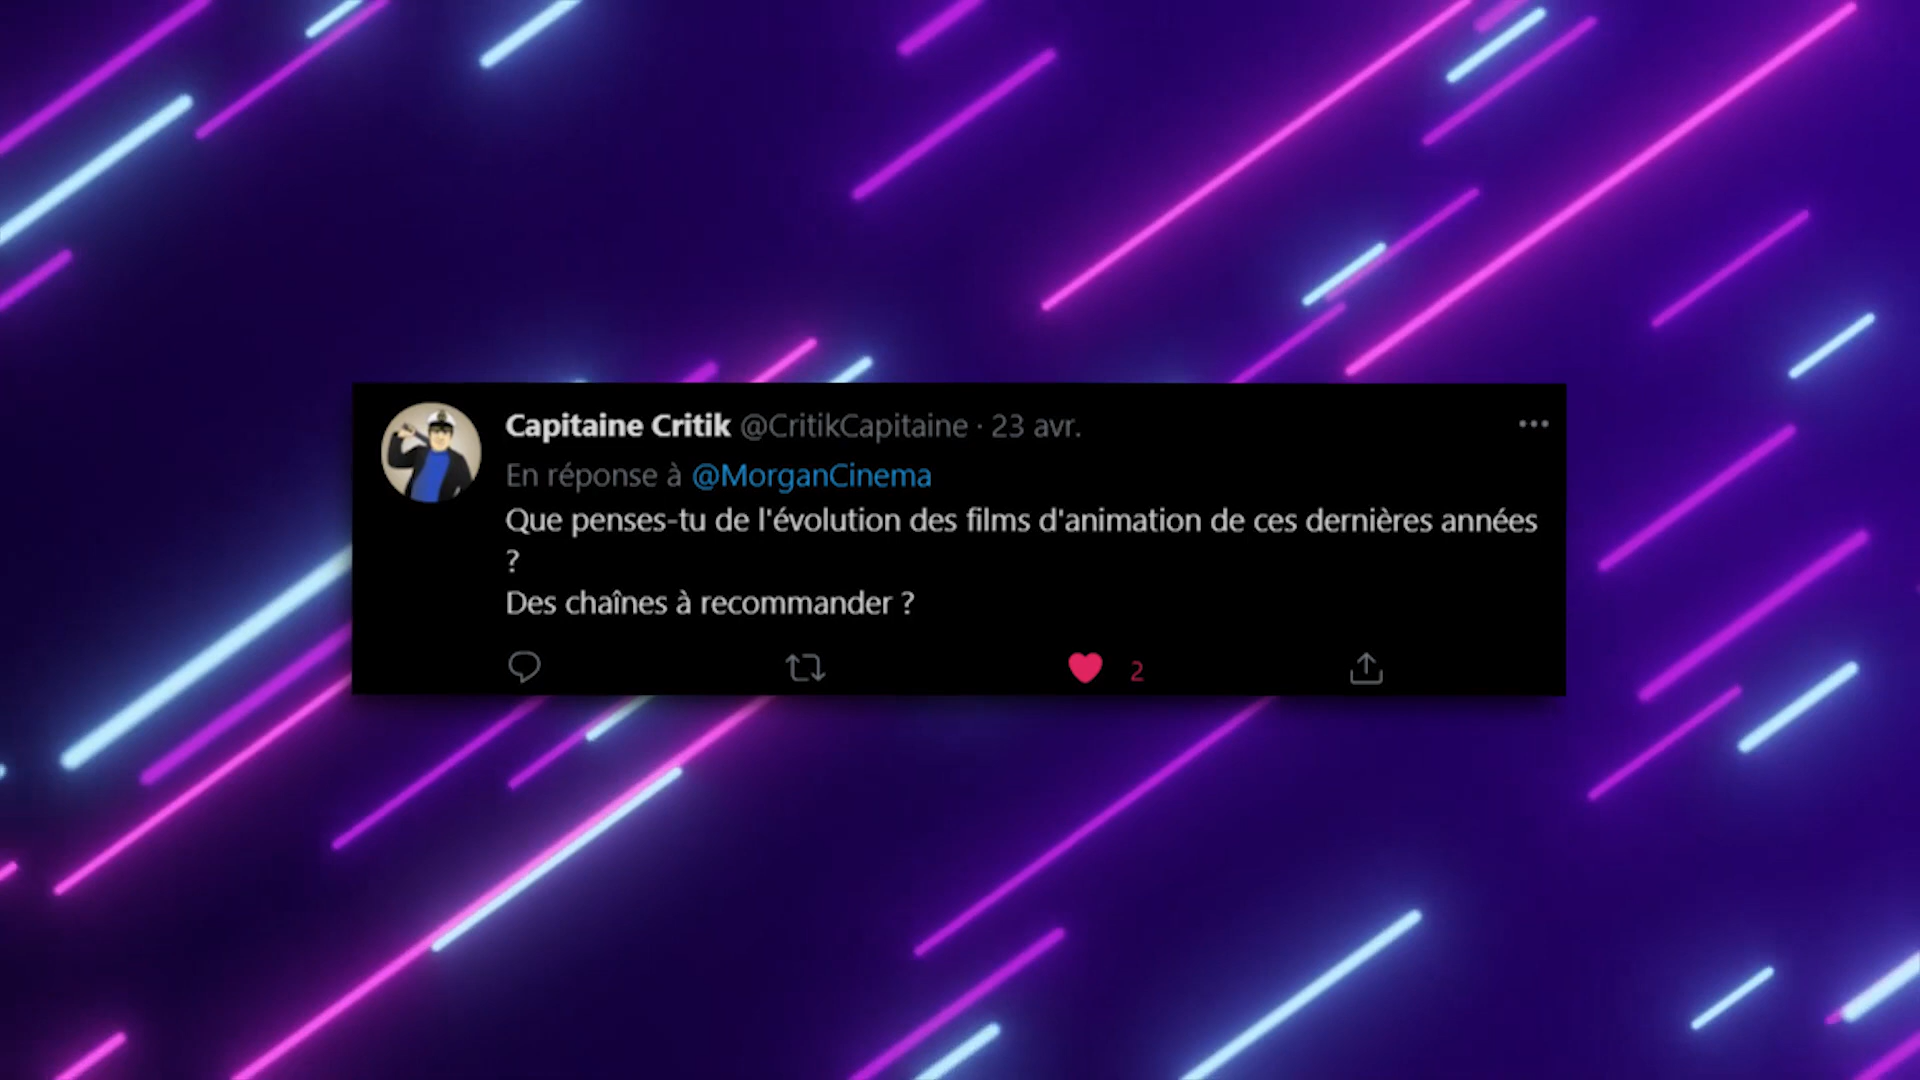 Capitaine Critik @CritikCapitaine · 23 avr.
En réponse à @MorganCinema
Que penses-tu de l'évolution des films d'animation de ces dernières années
?
Des chaînes à recommander ?
2